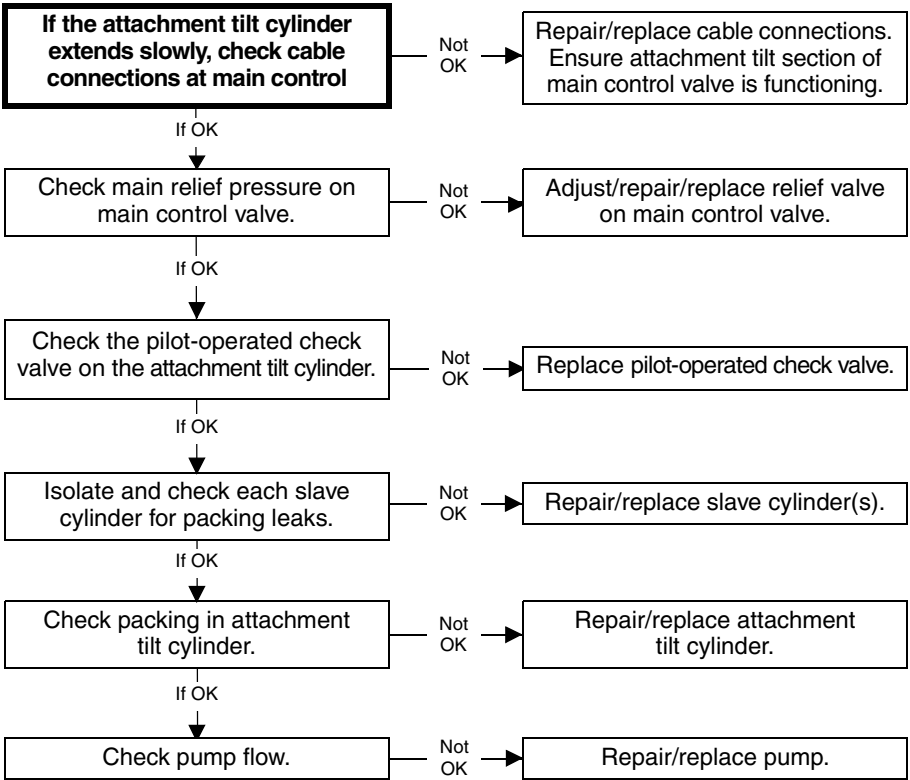 If the attachment tilt cylinder
extends slowly, check cable
connections at main control
Not
OK
Repair/replace cable connections.
Ensure attachment tilt section of
main control valve is functioning.
If OK
Check main relief pressure on
main control valve.
Not
OK
Adjust/repair/replace relief valve
on main control valve.
If OK
Check the pilot-operated check
valve on the attachment tilt cylinder.
Not
OK
Replace pilot-operated check valve.
If OK
Isolate and check each slave
cylinder for packing leaks.
Not
OK
Repair/replace slave cylinder(s).
If OK
Check packing in attachment
tilt cylinder.
Not
OK
Repair/replace attachment
tilt cylinder.
If OK
Check pump flow.
Not
OK
Repair/replace pump.